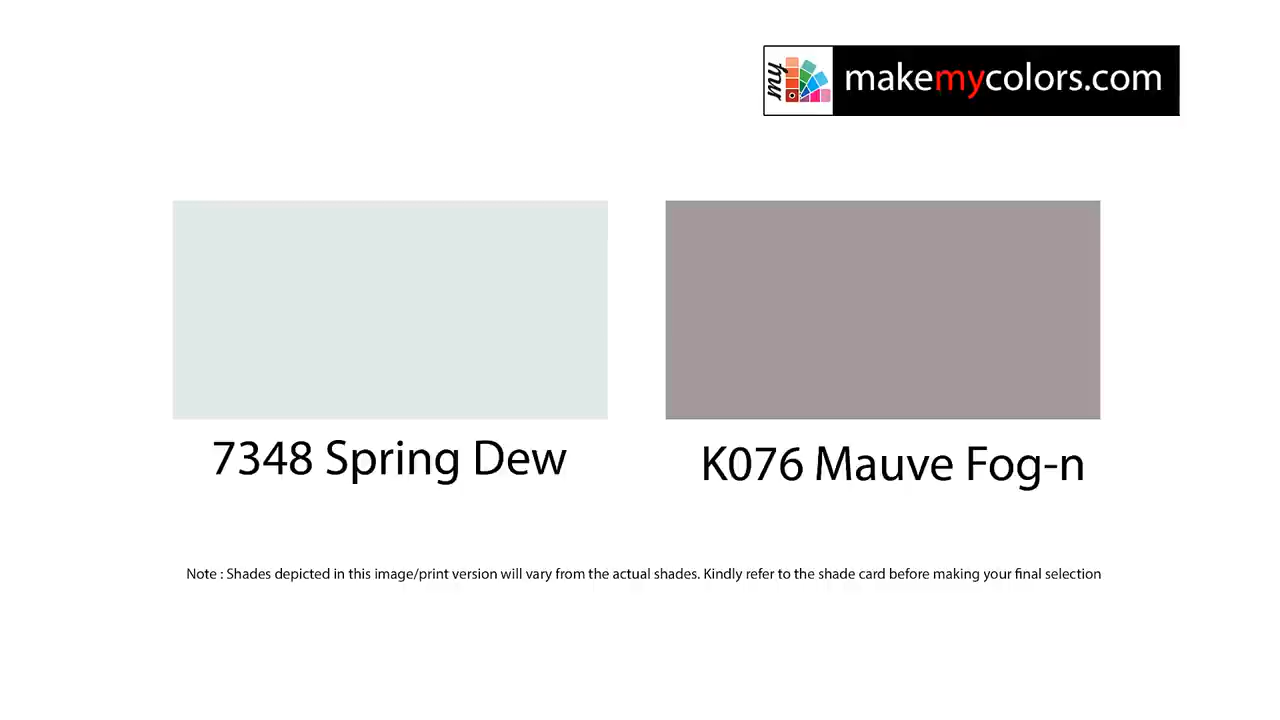 my
makemycolors.com
7348 Spring Dew
K076 Mauve Fog-n
Note : Shades depicted in this image/print version will vary from the actual shades. Kindly refer to the shade card before making your final selection